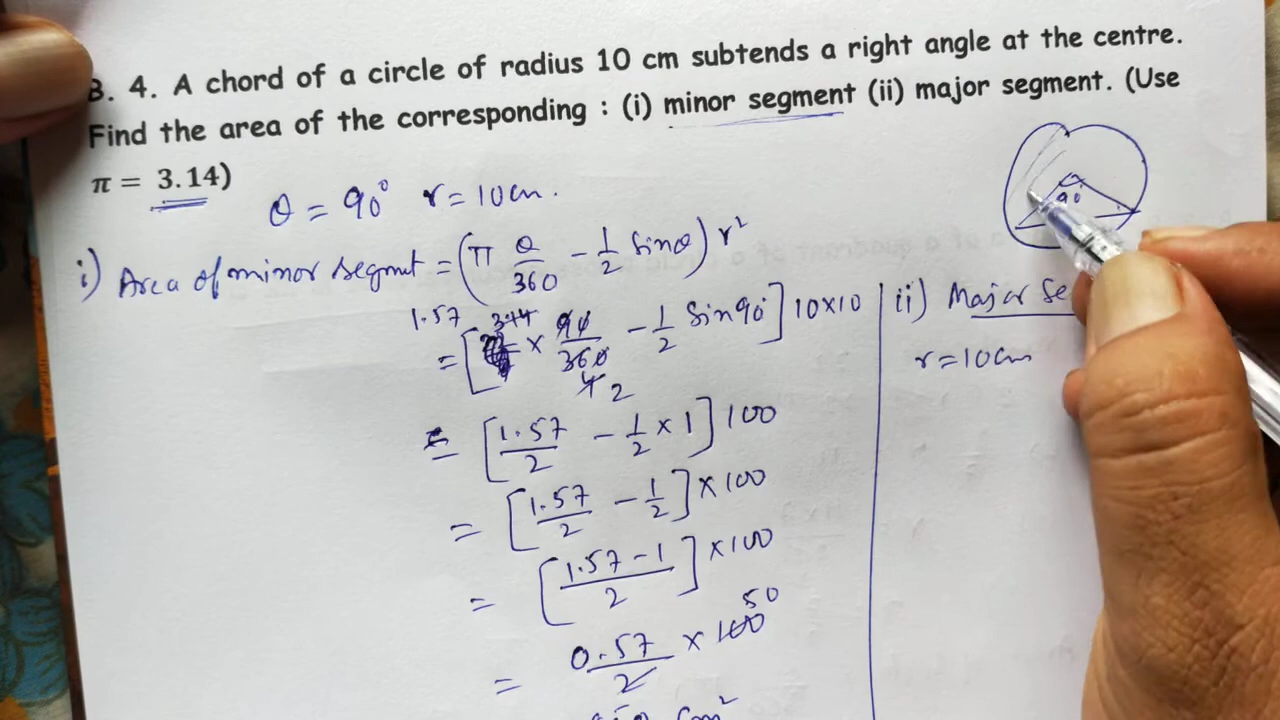 3. 4. A chord of a circle of radius 10 cm subtends a right angle at the centre.
Find the area of the corresponding : (i) minor segment (ii) major segment. (Use
π = 3.14)
θ = 90° r = 10 cm.
90°
i) Area of minor segmut = (π θ/360 - 1/2 sinθ) r²
1.57 3.14
= [ × 90/360 - 1/2 Sin90°] 10×10
4 2
= [1.57/2 - 1/2 × 1] 100
= [1.57/2 - 1/2] × 100
= [1.57 - 1/2] × 100
50
= 0.57/2 × 100
cm²
ii) Major Se
r = 10cm